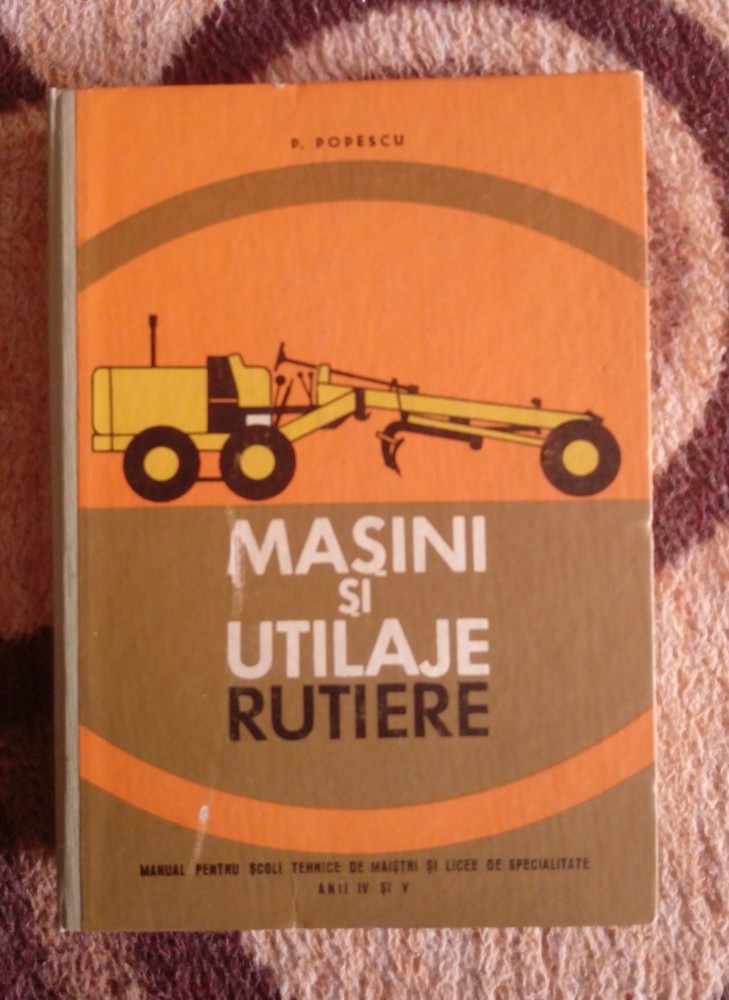 P. POPESCU
MAȘINI
ȘI
UTILAJE
RUTIERE
MANUAL PENTRU ȘCOLI TEHNICE DE MAIȘTRI ȘI LICEE DE SPECIALITATE
ANII IV ȘI V